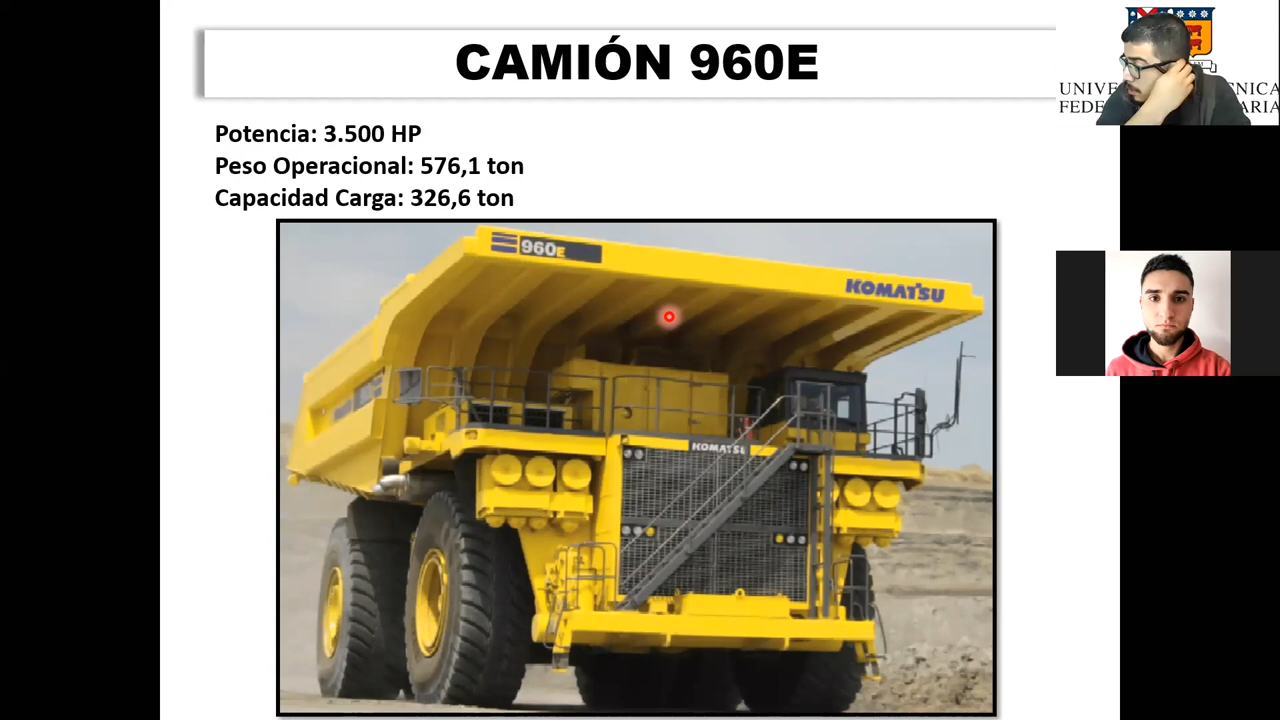 CAMIÓN 960E
Potencia: 3.500 HP
Peso Operacional: 576,1 ton
Capacidad Carga: 326,6 ton
960E
KOMATSU
KOMATSU